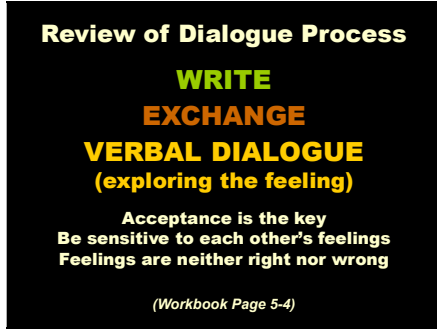 Review of Dialogue Process
WRITE
EXCHANGE
VERBAL DIALOGUE
(exploring the feeling)
Acceptance is the key
Be sensitive to each other’s feelings
Feelings are neither right nor wrong
(Workbook Page 5-4)